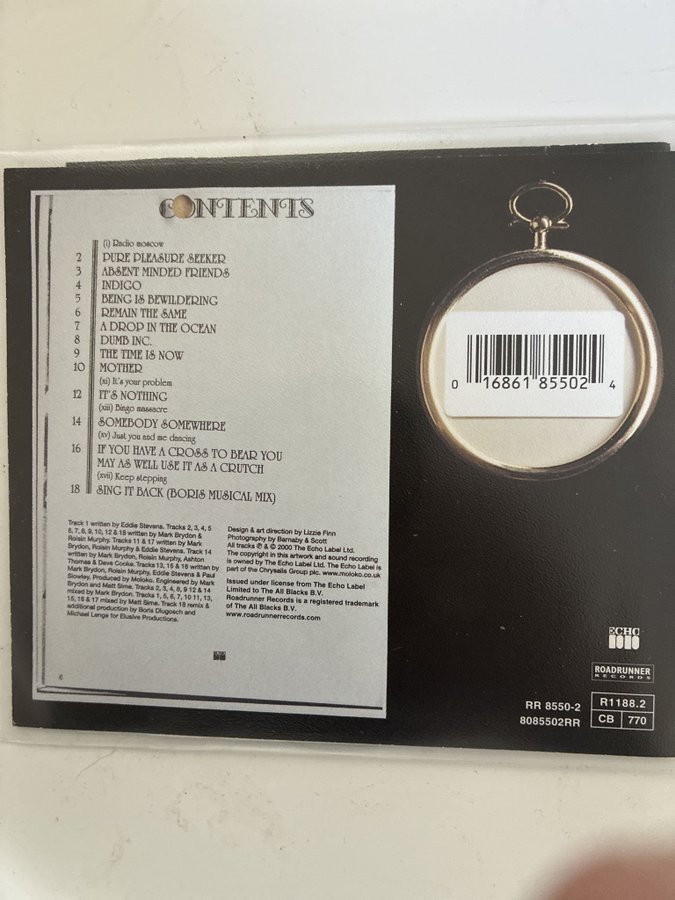 CONTENTS
(i) Radio moscow
2 PURE PLEASURE SEEKER
3 ABSENT MINDED FRIENDS
4 INDIGO
5 BEING IS BEWILDERING
6 REMAIN THE SAME
7 A DROP IN THE OCEAN
8 DUMB INC.
9 THE TIME IS NOW
10 MOTHER
(xi) It's your problem
12 IT'S NOTHING
(xiii) Bingo massacre
14 SOMEBODY SOMEWHERE
(xv) Just you and me dancing
16 IF YOU HAVE A CROSS TO BEAR YOU
MAY AS WELL USE IT AS A CRUTCH
(xvii) Keep stepping
18 SING IT BACK (BORIS MUSICAL MIX)
Track 1 written by Eddie Stevens. Tracks 2, 3, 4, 5
6, 7, 8, 9, 10, 12 & 18 written by Mark Brydon &
Roisin Murphy. Tracks 11 & 17 written by Mark
Brydon, Roisin Murphy & Eddie Stevens. Track 14
written by Mark Brydon, Roisin Murphy, Ashton
Thomas & Dave Cooke. Tracks 13, 15 & 16 written by
Mark Brydon, Roisin Murphy, Eddie Stevens & Paul
Slowley. Produced by Moloko. Engineered by Mark
Brydon and Matt Sime. Tracks 2, 3, 4, 8, 9 12 & 14
mixed by Mark Brydon. Tracks 1, 5, 6, 7, 10 11, 13,
15, 16 & 17 mixed by Matt Sime. Track 18 remix &
additional production by Boris Dlugosch and
Michael Lange for Elusive Productions.
Design & art direction by Lizzie Finn
Photography by Barnaby & Scott
All tracks ℗ & © 2000 The Echo Label Ltd.
The copyright in this artwork and sound recording
is owned by The Echo Label Ltd. The Echo Label is
part of the Chrysalis Group plc. www.moloko.co.uk
Issued under license from The Echo Label
Limited to The All Blacks B.V.
Roadrunner Records is a registered trademark
of The All Blacks B.V.
www.roadrunnerrecords.com
6
0 16861 85502 4
ECHO
ROADRUNNER
RECORDS
RR 8550-2
8085502RR
R1188.2
CB 770